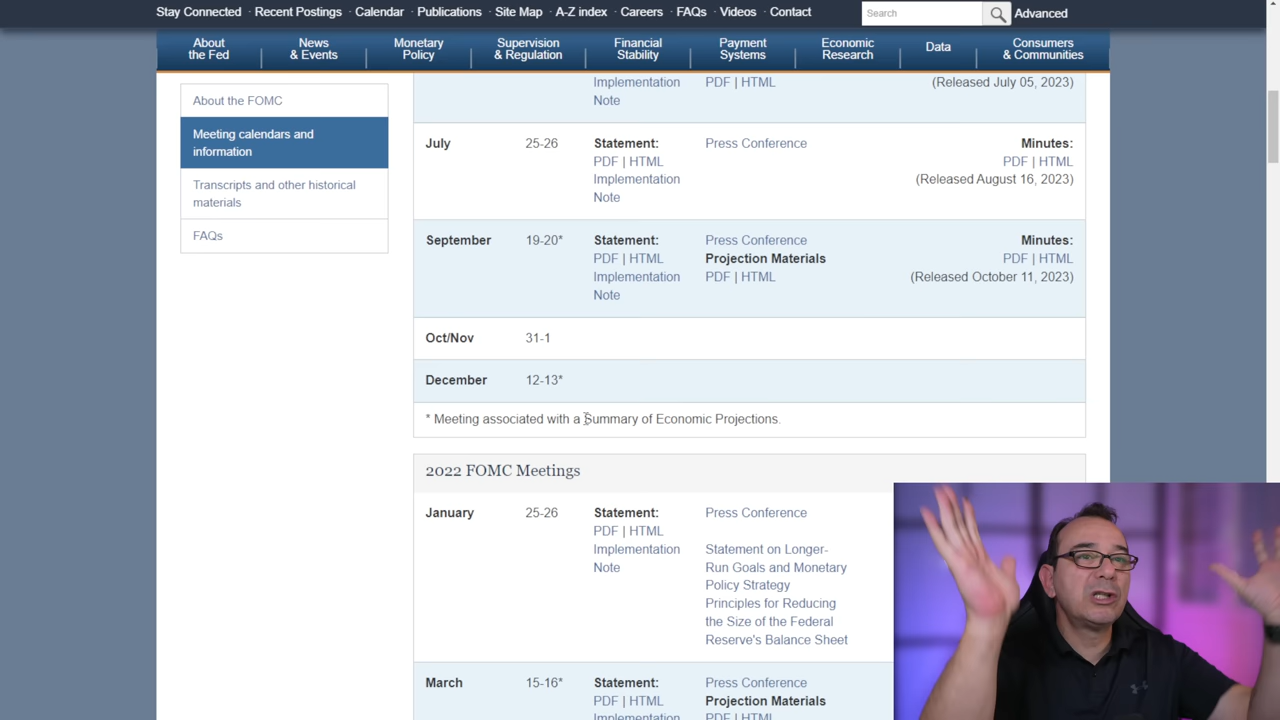 Stay Connected · Recent Postings · Calendar · Publications · Site Map · A-Z index · Careers · FAQs · Videos · Contact
Search
Advanced
About
the Fed
News
& Events
Monetary
Policy
Supervision
& Regulation
Financial
Stability
Payment
Systems
Economic
Research
Data
Consumers
& Communities
About the FOMC
Meeting calendars and
information
Transcripts and other historical
materials
FAQs
Implementation
Note
PDF | HTML
(Released July 05, 2023)
July
25-26
Statement:
PDF | HTML
Implementation
Note
Press Conference
Minutes:
PDF | HTML
(Released August 16, 2023)
September
19-20*
Statement:
PDF | HTML
Implementation
Note
Press Conference
Projection Materials
PDF | HTML
Minutes:
PDF | HTML
(Released October 11, 2023)
Oct/Nov
31-1
December
12-13*
* Meeting associated with a Summary of Economic Projections.
2022 FOMC Meetings
January
25-26
Statement:
PDF | HTML
Implementation
Note
Press Conference
Statement on Longer-
Run Goals and Monetary
Policy Strategy
Principles for Reducing
the Size of the Federal
Reserve's Balance Sheet
March
15-16*
Statement:
PDF | HTML
Implementation
Press Conference
Projection Materials
PDF | HTML